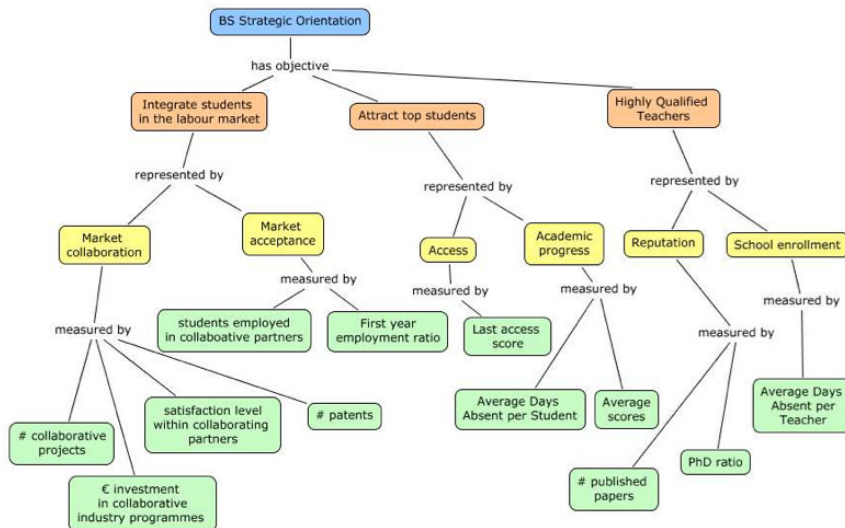 BS Strategic Orientation
has objective
Integrate students
in the labour market
Attract top students
Highly Qualified
Teachers
represented by
represented by
represented by
Market
collaboration
Market
acceptance
Access
Academic
progress
Reputation
School enrollment
measured by
measured by
measured by
measured by
measured by
measured by
students employed
in collaboative partners
First year
employment ratio
Last access
score
# collaborative
projects
satisfaction level
within collaborating
partners
# patents
Average Days
Absent per Student
Average
scores
Average Days
Absent per
Teacher
€ investment
in collaborative
industry programmes
# published
papers
PhD ratio